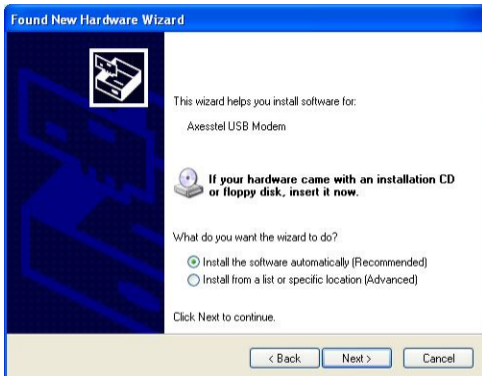 Found New Hardware Wizard
This wizard helps you install software for:
Axesstel USB Modem
If your hardware came with an installation CD
or floppy disk, insert it now.
What do you want the wizard to do?
Install the software automatically (Recommended)
Install from a list or specific location (Advanced)
Click Next to continue.
< Back Next > Cancel